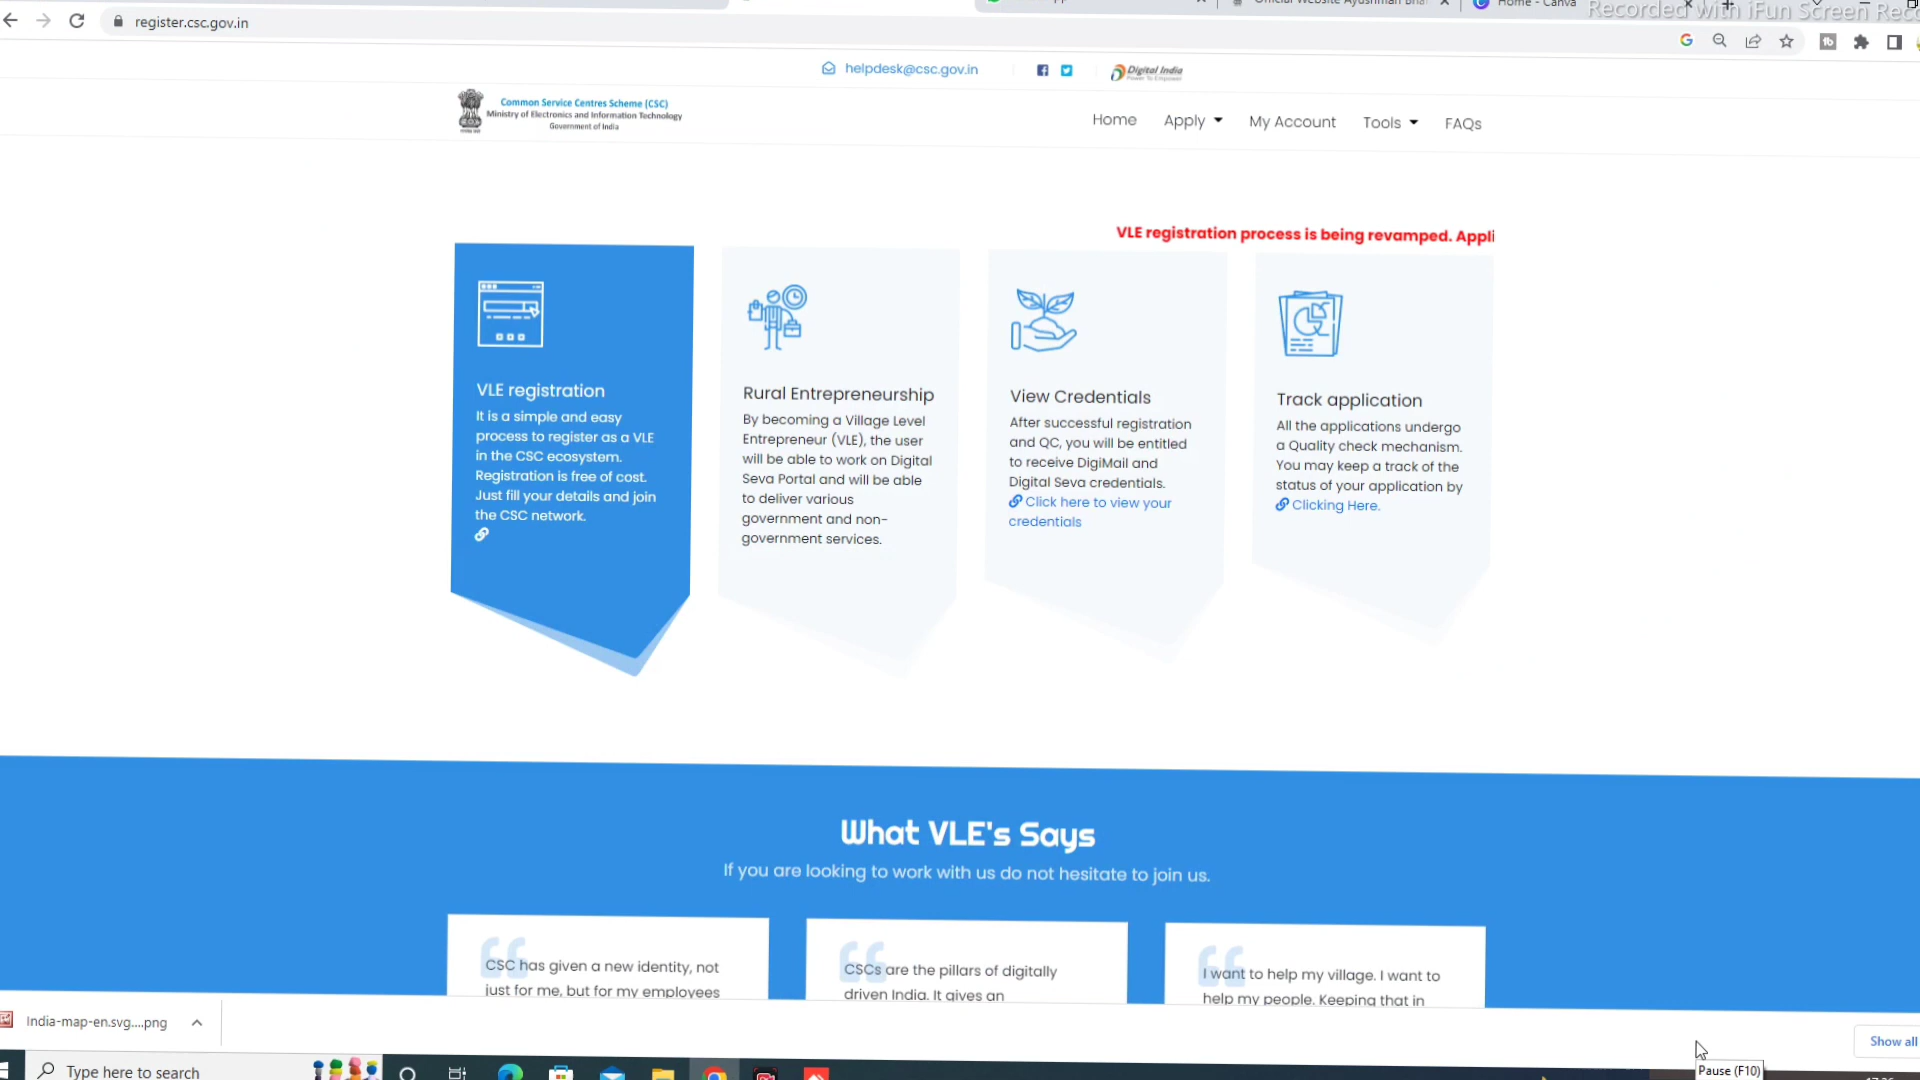 Home - Canva
Recorded with iFun Screen Rec
register.csc.gov.in
helpdesk@csc.gov.in
Digital India
Power To Empower
Common Service Centres Scheme (CSC)
Ministry of Electronics and Information Technology
Government of India
Home
Apply
My Account
Tools
FAQs
VLE registration process is being revamped. Appli
VLE registration
It is a simple and easy
process to register as a VLE
in the CSC ecosystem.
Registration is free of cost.
Just fill your details and join
the CSC network.
Rural Entrepreneurship
By becoming a Village Level
Entrepreneur (VLE), the user
will be able to work on Digital
Seva Portal and will be able
to deliver various
government and non-
government services.
View Credentials
After successful registration
and QC, you will be entitled
to receive DigiMail and
Digital Seva credentials.
Click here to view your
credentials
Track application
All the applications undergo
a Quality check mechanism.
You may keep a track of the
status of your application by
Clicking Here.
What VLE's Says
If you are looking to work with us do not hesitate to join us.
CSC has given a new identity, not
just for me, but for my employees
CSCs are the pillars of digitally
driven India. It gives an
I want to help my village. I want to
help my people. Keeping that in
India-map-en.svg....png
Show all
Type here to search
Pause (F10)